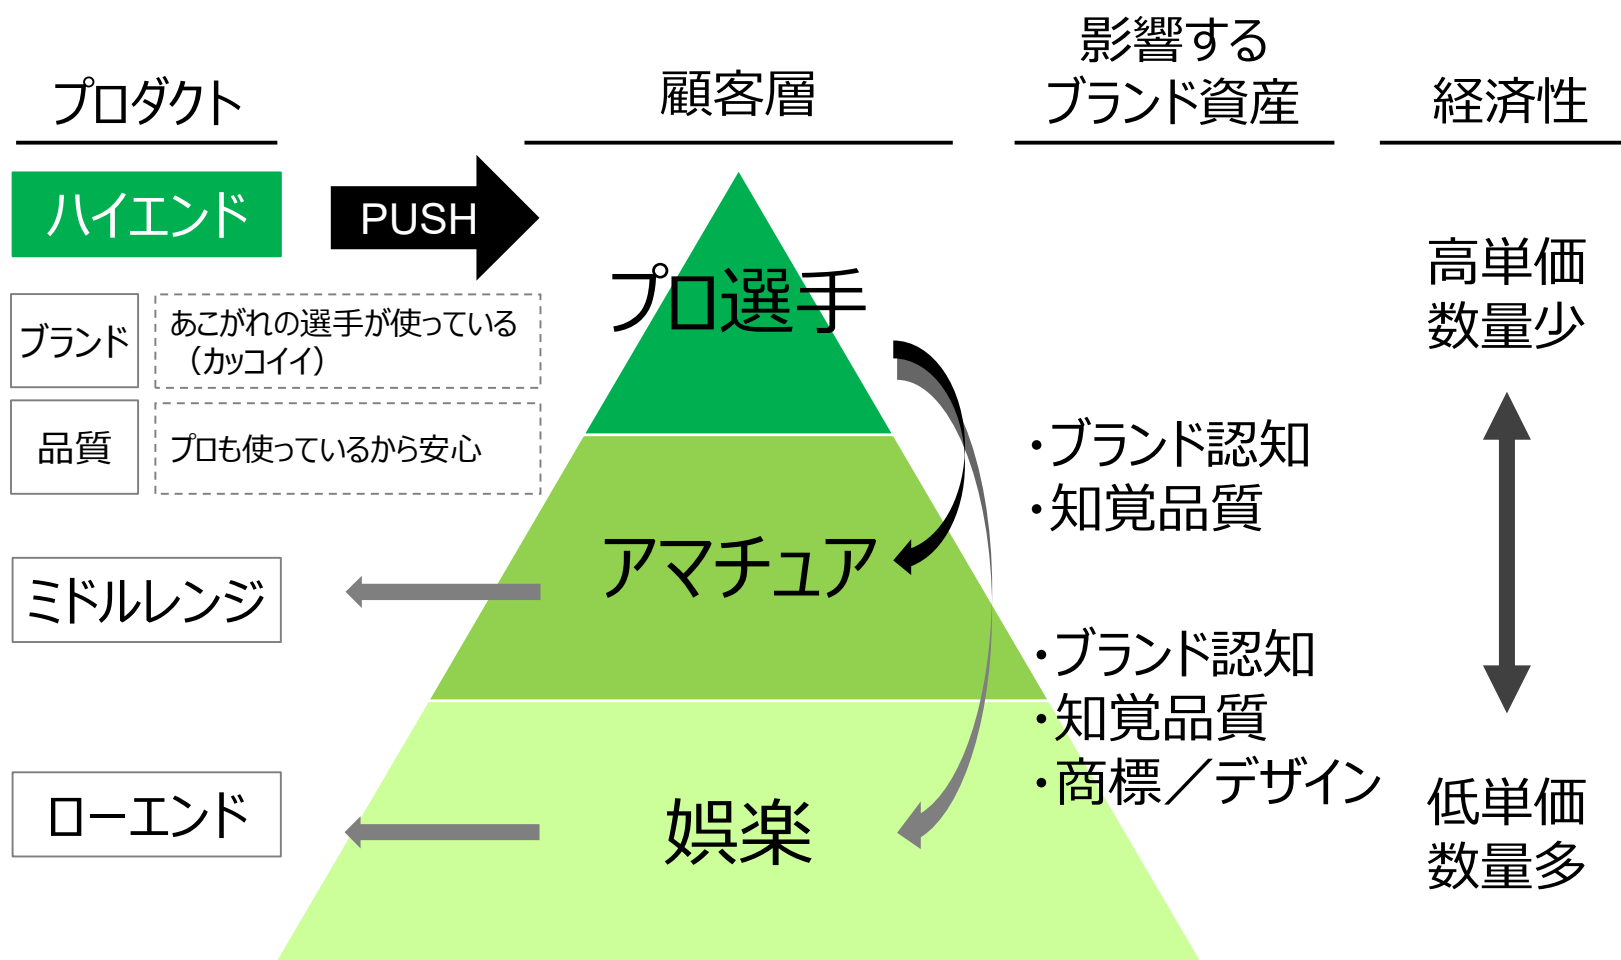 プロダクト
顧客層
影響する
ブランド資産
経済性
ハイエンド
PUSH
プロ選手
高単価
数量少
ブランド
あこがれの選手が使っている
（カッコイイ）
品質
プロも使っているから安心
・ブランド認知
・知覚品質
ミドルレンジ
アマチュア
・ブランド認知
・知覚品質
・商標／デザイン
ローエンド
娯楽
低単価
数量多